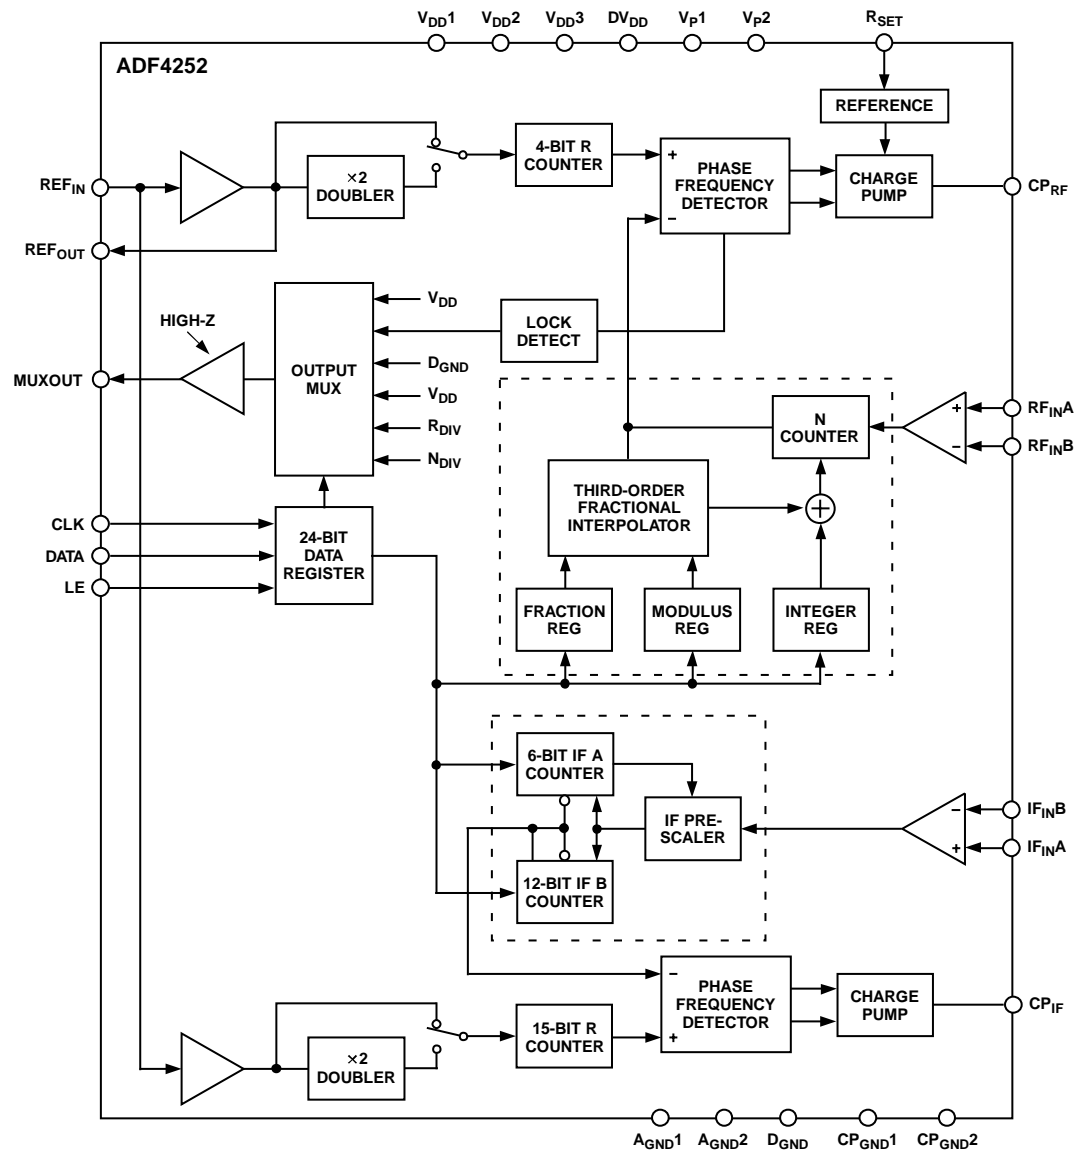 VDD1 VDD2 VDD3 DVDD VP1 VP2 RSET
ADF4252
REFERENCE
4-BIT R
COUNTER
+
−
PHASE
FREQUENCY
DETECTOR
CHARGE
PUMP
CPRF
REFIN
×2
DOUBLER
REFOUT
HIGH-Z
MUXOUT
OUTPUT
MUX
VDD
DGND
VDD
RDIV
NDIV
LOCK
DETECT
N
COUNTER
+
−
RFINA
RFINB
THIRD-ORDER
FRACTIONAL
INTERPOLATOR
+
CLK
DATA
LE
24-BIT
DATA
REGISTER
FRACTION
REG
MODULUS
REG
INTEGER
REG
6-BIT IF A
COUNTER
IF PRE-
SCALER
12-BIT IF B
COUNTER
−
+
IFINB
IFINA
−
+
PHASE
FREQUENCY
DETECTOR
CHARGE
PUMP
CPIF
15-BIT R
COUNTER
×2
DOUBLER
AGND1 AGND2 DGND CPGND1 CPGND2